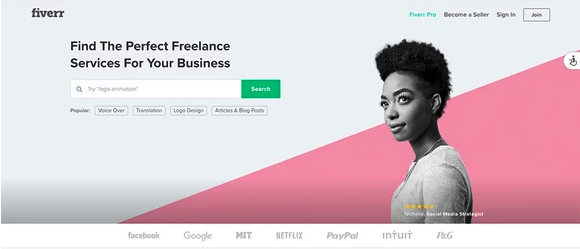 fiverr
Fiverr Pro Become a Seller Sign In Join
Find The Perfect Freelance
Services For Your Business
Try "logo animation" Search
Popular: Voice Over Translation Logo Design Articles & Blog Posts
Nichelle, Social Media Strategist
facebook Google MIT NETFLIX PayPal intuit P&G